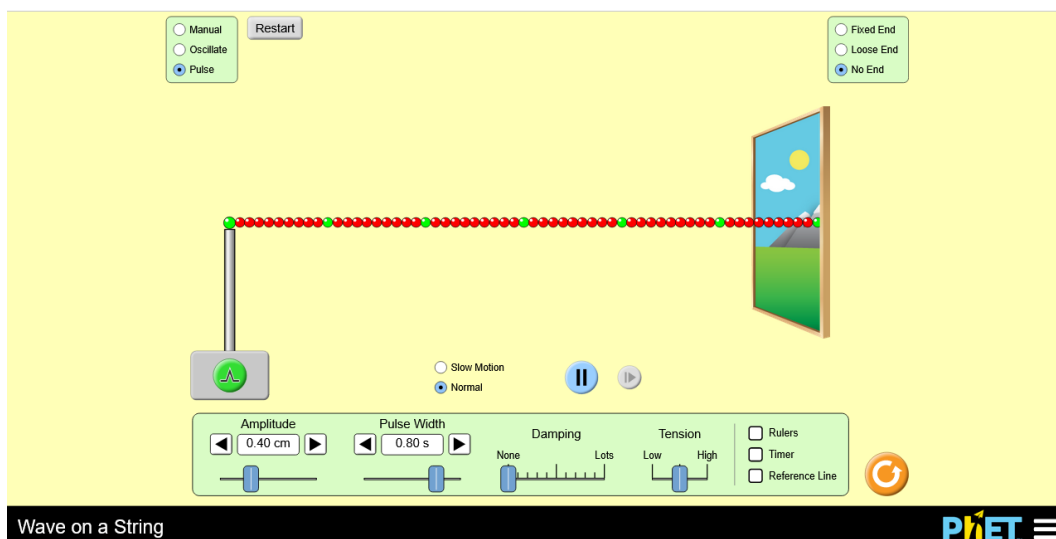 Manual
Oscillate
Pulse
Restart
Fixed End
Loose End
No End
Slow Motion
Normal
Amplitude
0.40 cm
Pulse Width
0.80 s
Damping
None Lots
Tension
Low High
Rulers
Timer
Reference Line
Wave on a String
PhET